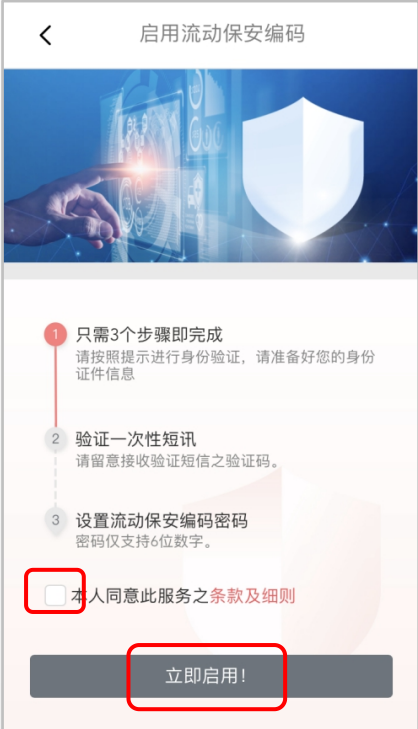 启用流动保安编码
1 只需3个步骤即完成
请按照提示进行身份验证，请准备好您的身份
证件信息
2 验证一次性短讯
请留意接收验证短信之验证码。
3 设置流动保安编码密码
密码仅支持6位数字。
本人同意此服务之条款及细则
立即启用！